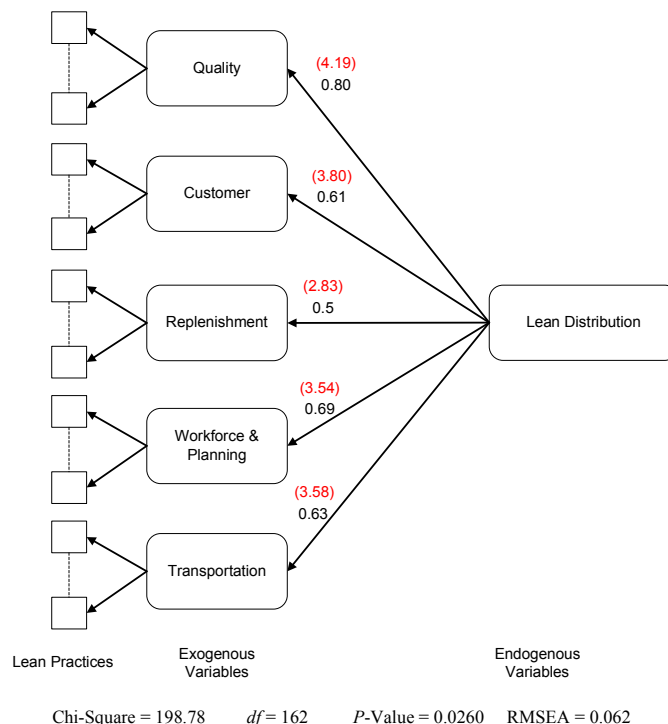 (4.19)
0.80
Quality
(3.80)
0.61
Customer
(2.83)
0.5
Replenishment
Lean Distribution
(3.54)
0.69
Workforce &
Planning
(3.58)
0.63
Transportation
Lean Practices
Exogenous
Variables
Endogenous
Variables
Chi-Square = 198.78 df = 162 P-Value = 0.0260 RMSEA = 0.062